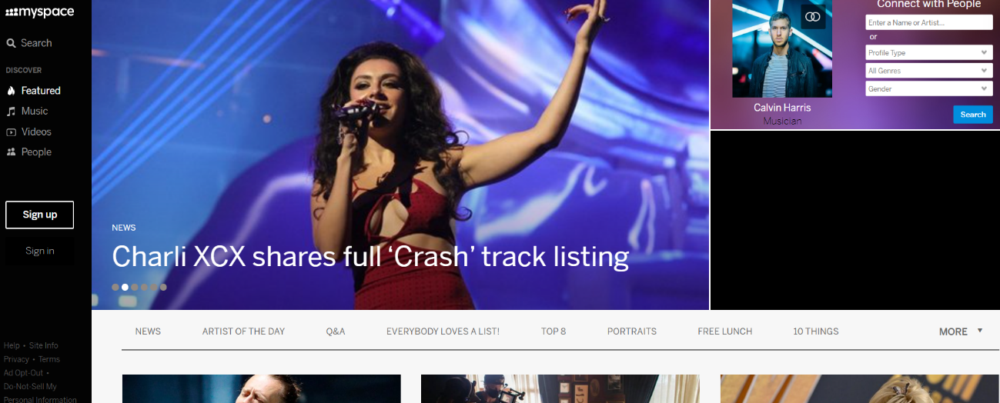 myspace
Search
DISCOVER
Featured
Music
Videos
People
Sign up
Sign in
Help • Site Info
Privacy • Terms
Ad Opt-Out •
Do-Not-Sell My
Personal Information
NEWS
Charli XCX shares full ‘Crash’ track listing
Calvin Harris
Musician
Connect with People
Enter a Name or Artist...
or
Profile Type
All Genres
Gender
Search
NEWS ARTIST OF THE DAY Q&A EVERYBODY LOVES A LIST! TOP 8 PORTRAITS FREE LUNCH 10 THINGS MORE